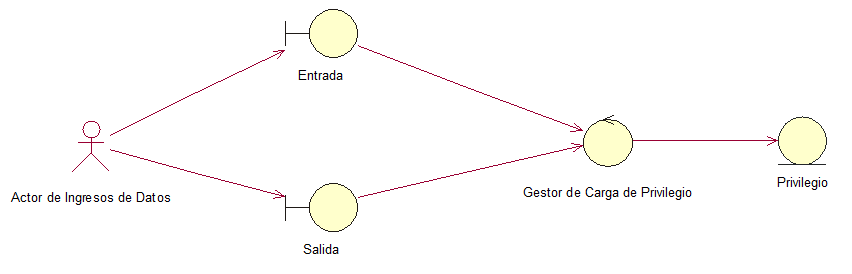 Entrada
Actor de Ingresos de Datos
Gestor de Carga de Privilegio
Privilegio
Salida